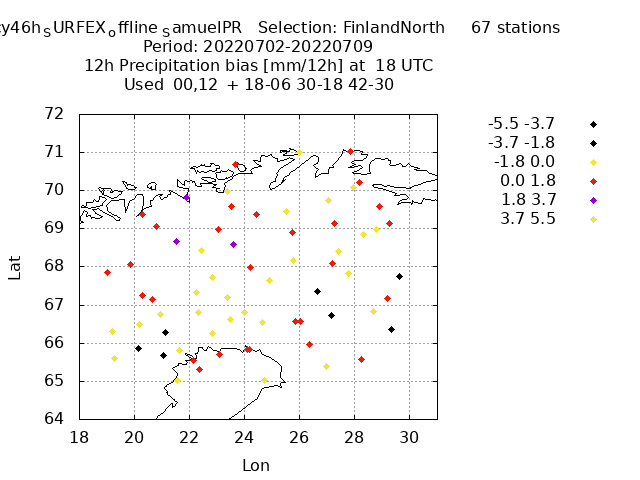 cy46h_SURFEX_offline_SamuelPR Selection: FinlandNorth 67 stations
Period: 20220702-20220709
12h Precipitation bias [mm/12h] at 18 UTC
Used 00,12 + 18-06 30-18 42-30
72
71
70
69
68
67
66
65
64
Lat
18 20 22 24 26 28 30
Lon
-5.5 -3.7
-3.7 -1.8
-1.8 0.0
0.0 1.8
1.8 3.7
3.7 5.5